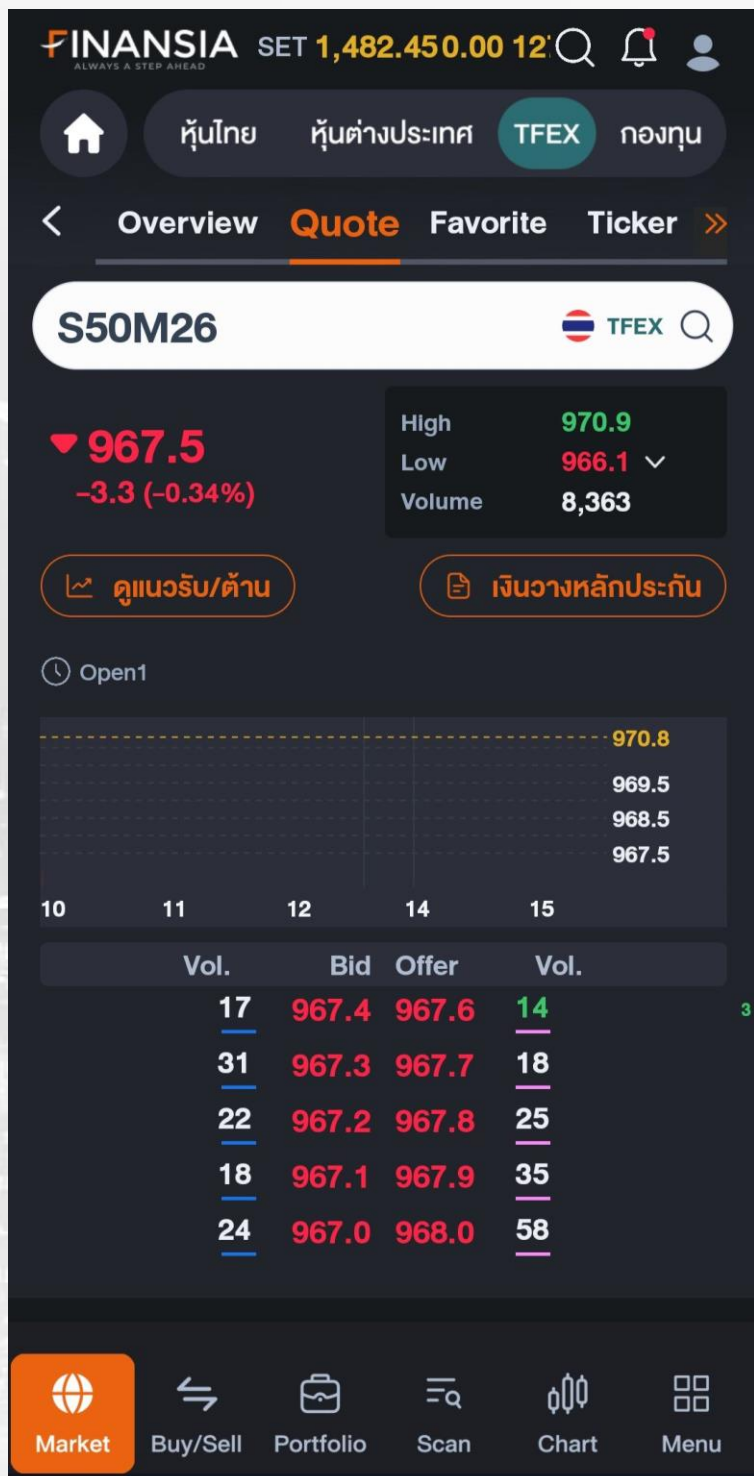 FINANSIA SET 1,482.45 0.00 12
ALWAYS A STEP AHEAD
หุ้นไทย หุ้นต่างประเทศ TFEX กองทุน
Overview Quote Favorite Ticker
S50M26 TFEX
967.5
-3.3 (-0.34%)
High 970.9
Low 966.1
Volume 8,363
ดูแนวรับ/ต้าน เงินวางหลักประกัน
Open1
970.8
969.5
968.5
967.5
10 11 12 14 15
Vol. Bid Offer Vol.
17 967.4 967.6 14 3
31 967.3 967.7 18
22 967.2 967.8 25
18 967.1 967.9 35
24 967.0 968.0 58
Market Buy/Sell Portfolio Scan Chart Menu